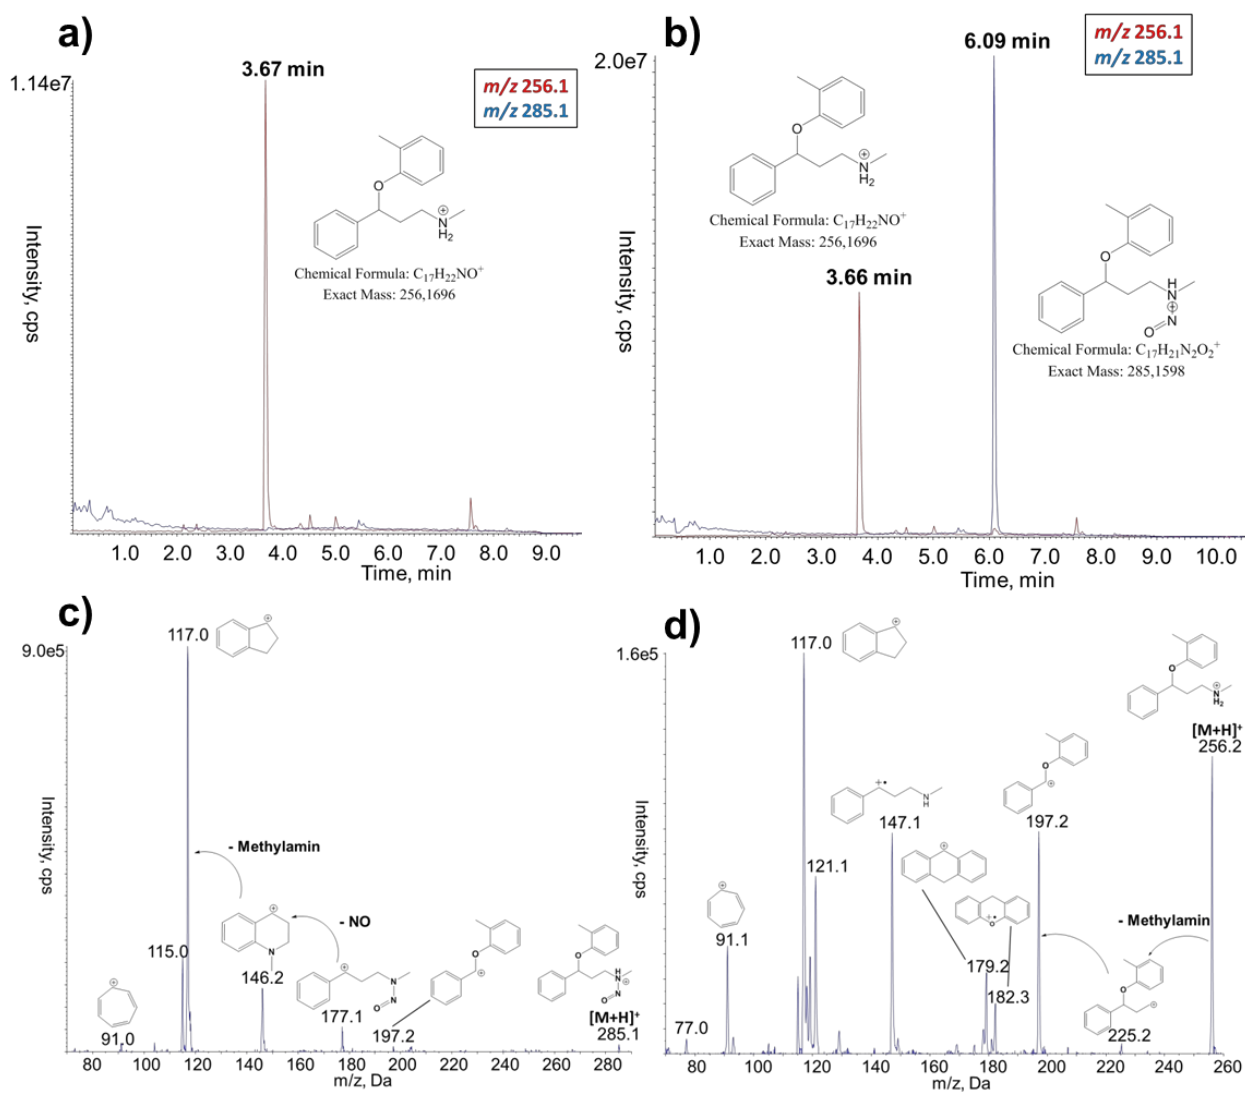 a)
3.67 min
1.14e7
m/z 256.1
m/z 285.1
O
N
H2
Chemical Formula: C17H22NO+
Exact Mass: 256,1696
Intensity, cps
1.0 2.0 3.0 4.0 5.0 6.0 7.0 8.0 9.0
Time, min
b)
6.09 min
2.0e7
m/z 256.1
m/z 285.1
O
N
H2
Chemical Formula: C17H22NO+
Exact Mass: 256,1696
3.66 min
O
H
N
N
O
Chemical Formula: C17H21N2O2+
Exact Mass: 285,1598
Intensity, cps
1.0 2.0 3.0 4.0 5.0 6.0 7.0 8.0 9.0 10.0
Time, min
c)
9.0e5
117.0
- Methylamin
- NO
115.0
N
146.2
N
N
O
177.1
O
197.2
O
H
N
N
O
[M+H]+
285.1
91.0
Intensity, cps
80 100 120 140 160 180 200 220 240 260 280
m/z, Da
d)
1.6e5
117.0
O
N
H2
[M+H]+
256.2
O
197.2
N
H
147.1
121.1
O
91.1
179.2
182.3
- Methylamin
O
225.2
77.0
Intensity, cps
80 100 120 140 160 180 200 220 240 260
m/z, Da